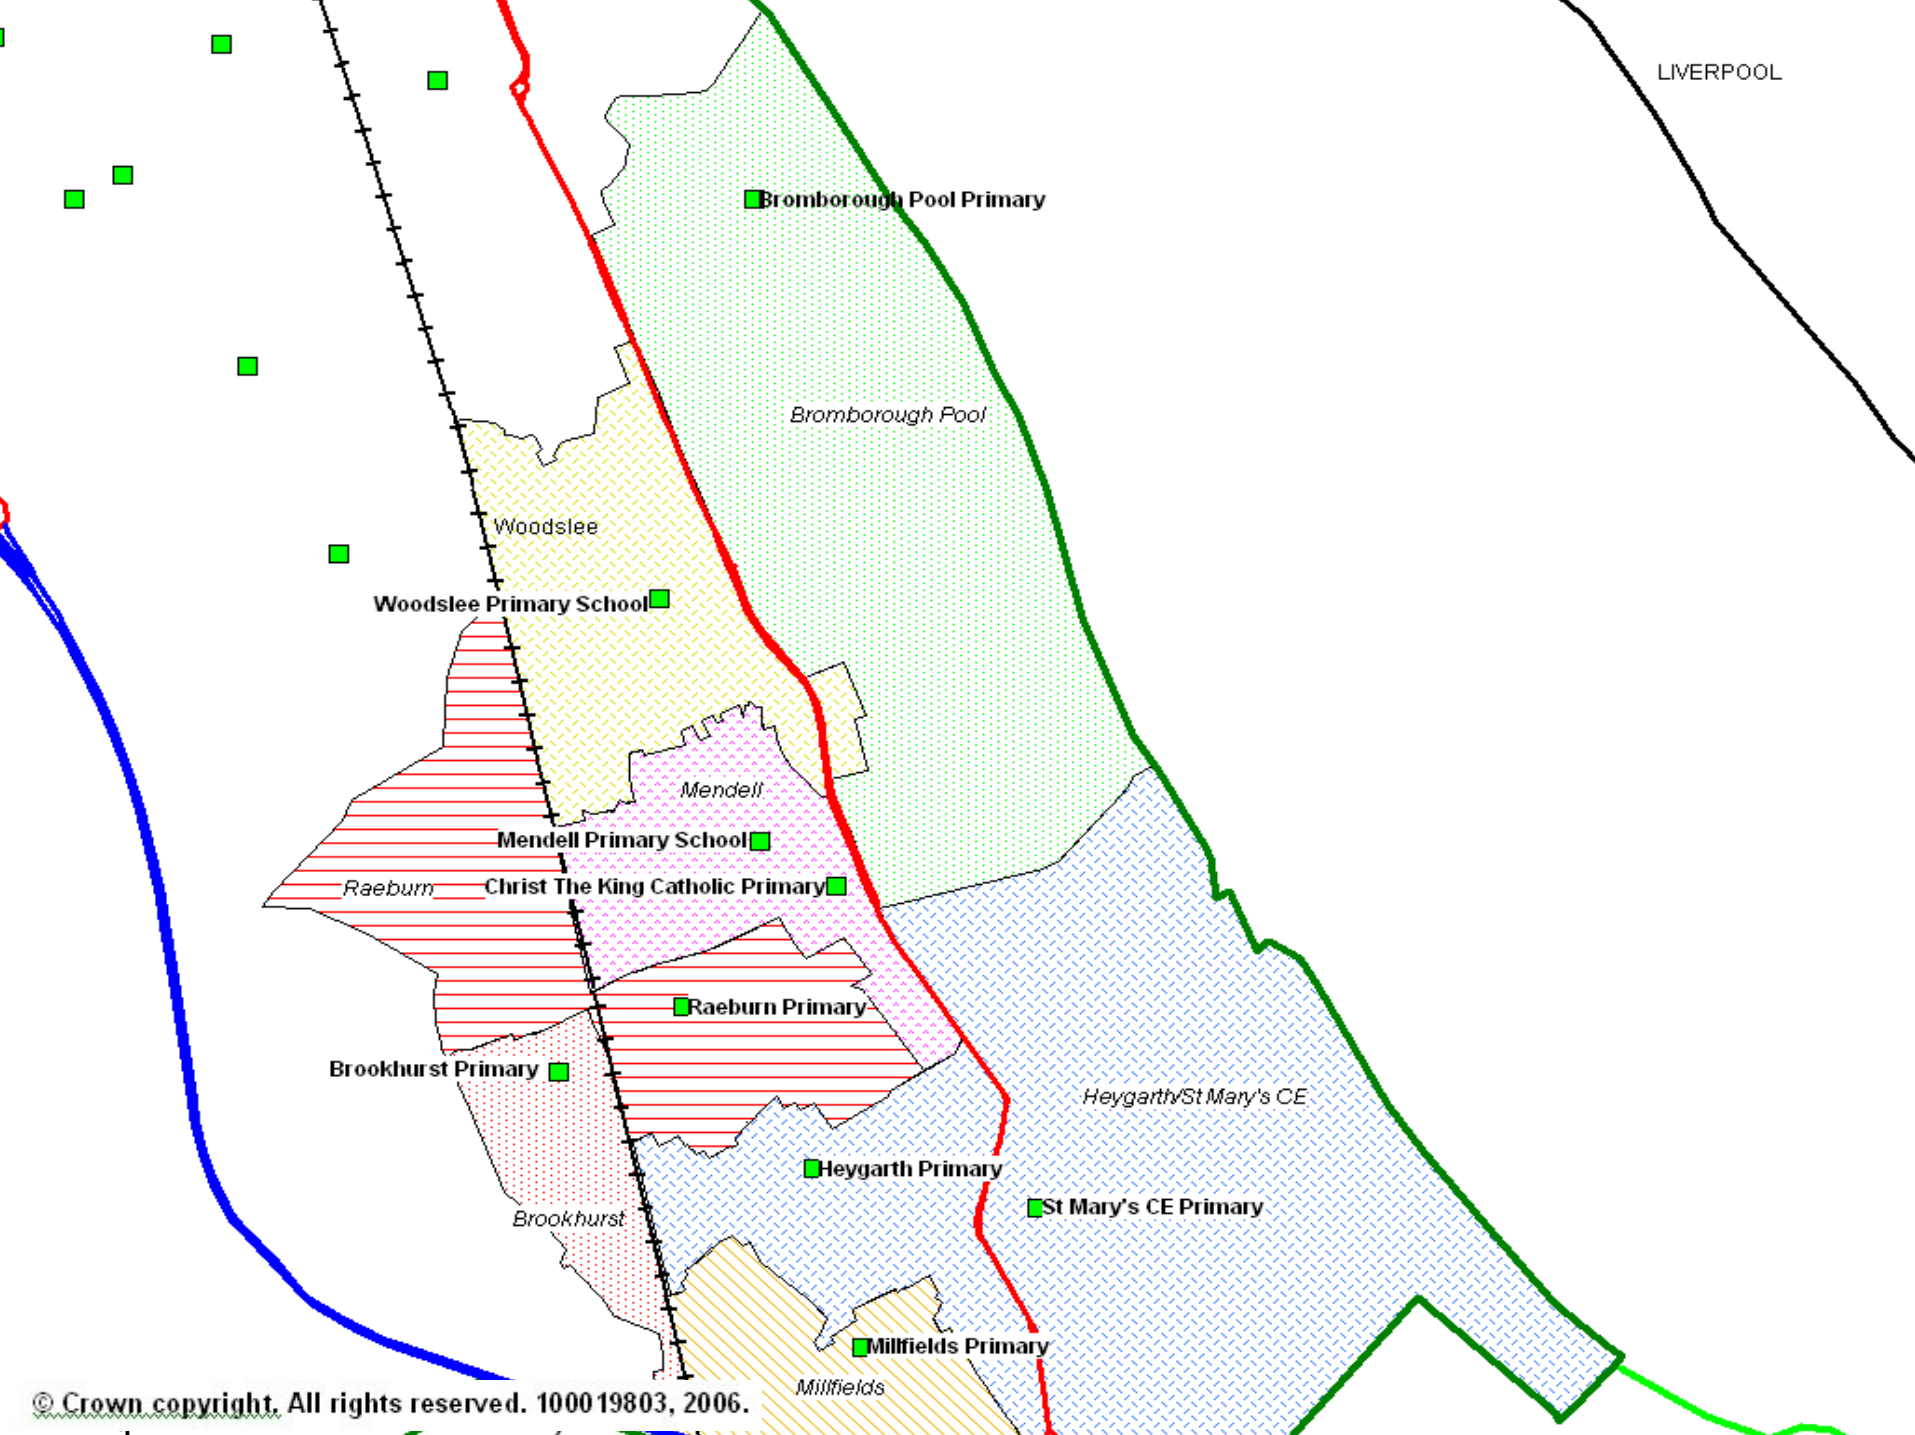 LIVERPOOL
Bromborough Pool Primary
Bromborough Pool
Woodslee
Woodslee Primary School
Mendell
Mendell Primary School
Raeburn
Christ The King Catholic Primary
Raeburn Primary
Brookhurst Primary
Heygarth/St Mary's CE
Heygarth Primary
St Mary's CE Primary
Brookhurst
Millfields Primary
Millfields
© Crown copyright. All rights reserved. 100019803, 2006.